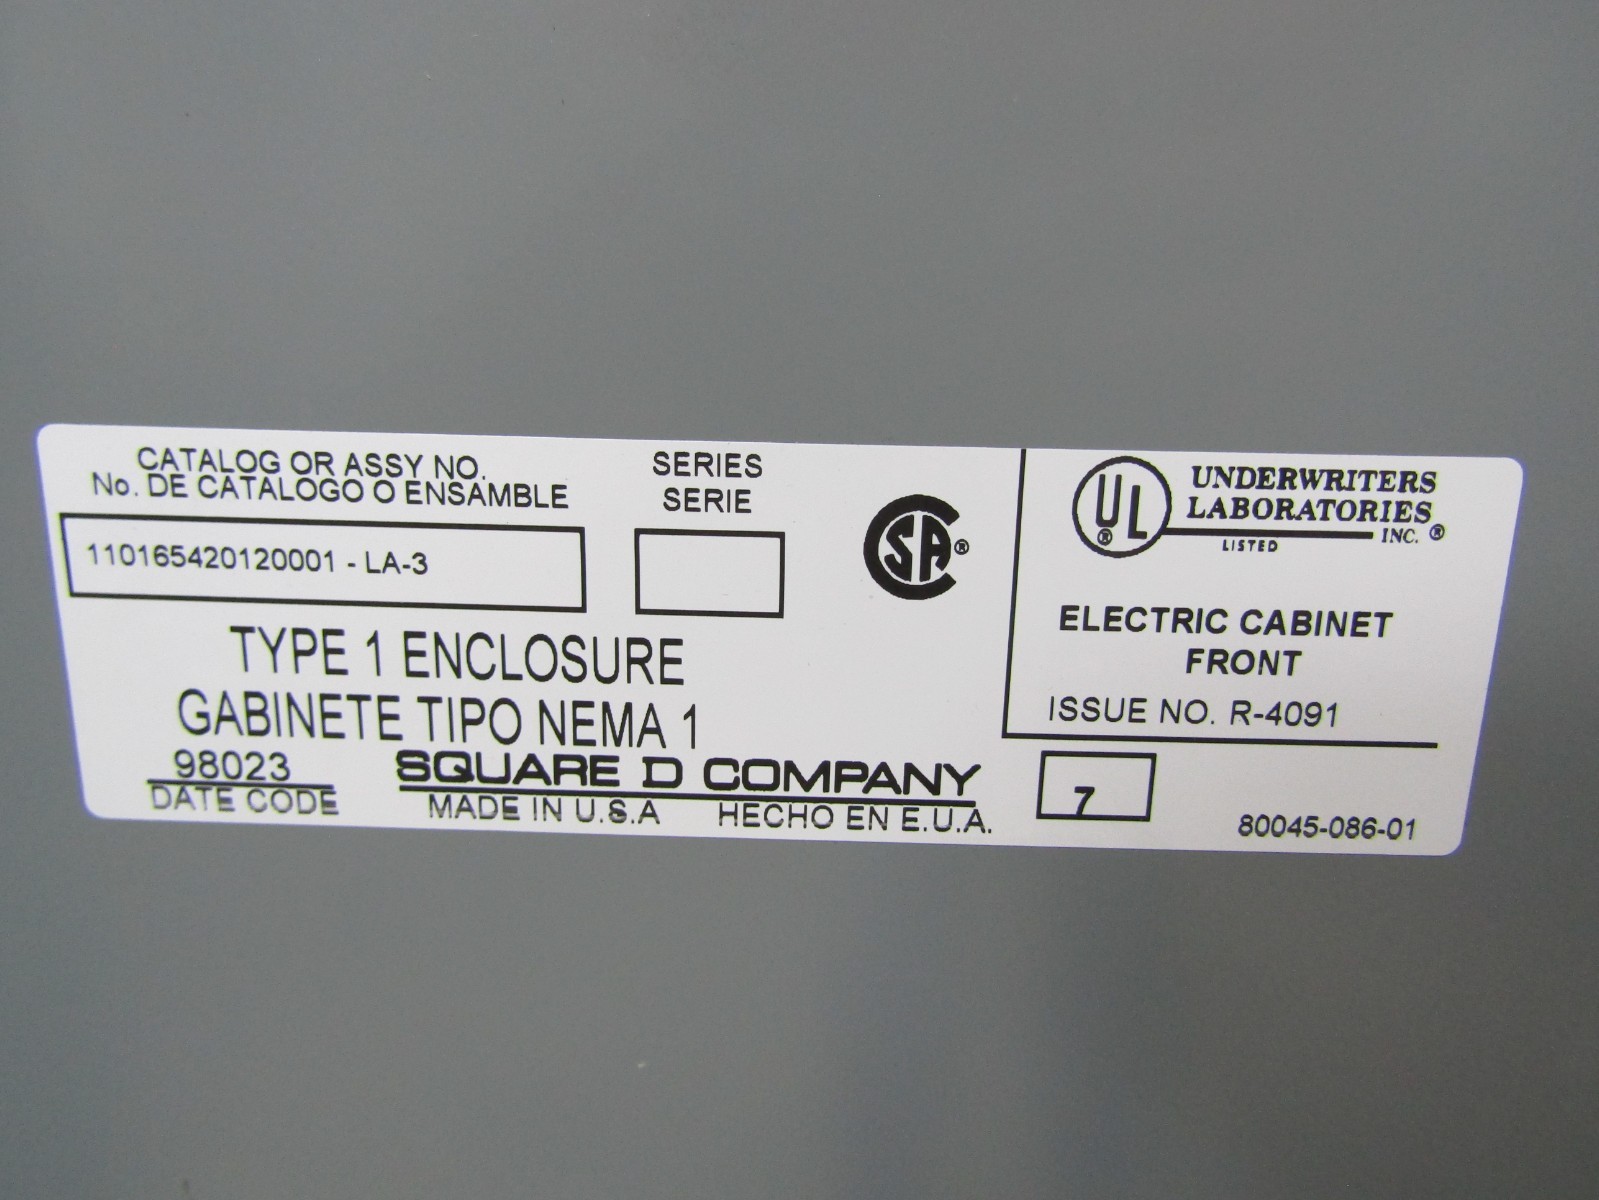 CATALOG OR ASSY NO.
No. DE CATALOGO O ENSAMBLE
110165420120001 - LA-3
SERIES
SERIE
SA®
TYPE 1 ENCLOSURE
GABINETE TIPO NEMA 1
98023
DATE CODE
SQUARE D COMPANY
MADE IN U.S.A HECHO EN E.U.A.
UL®
UNDERWRITERS
LABORATORIES
INC.®
LISTED
ELECTRIC CABINET
FRONT
ISSUE NO. R-4091
7
80045-086-01